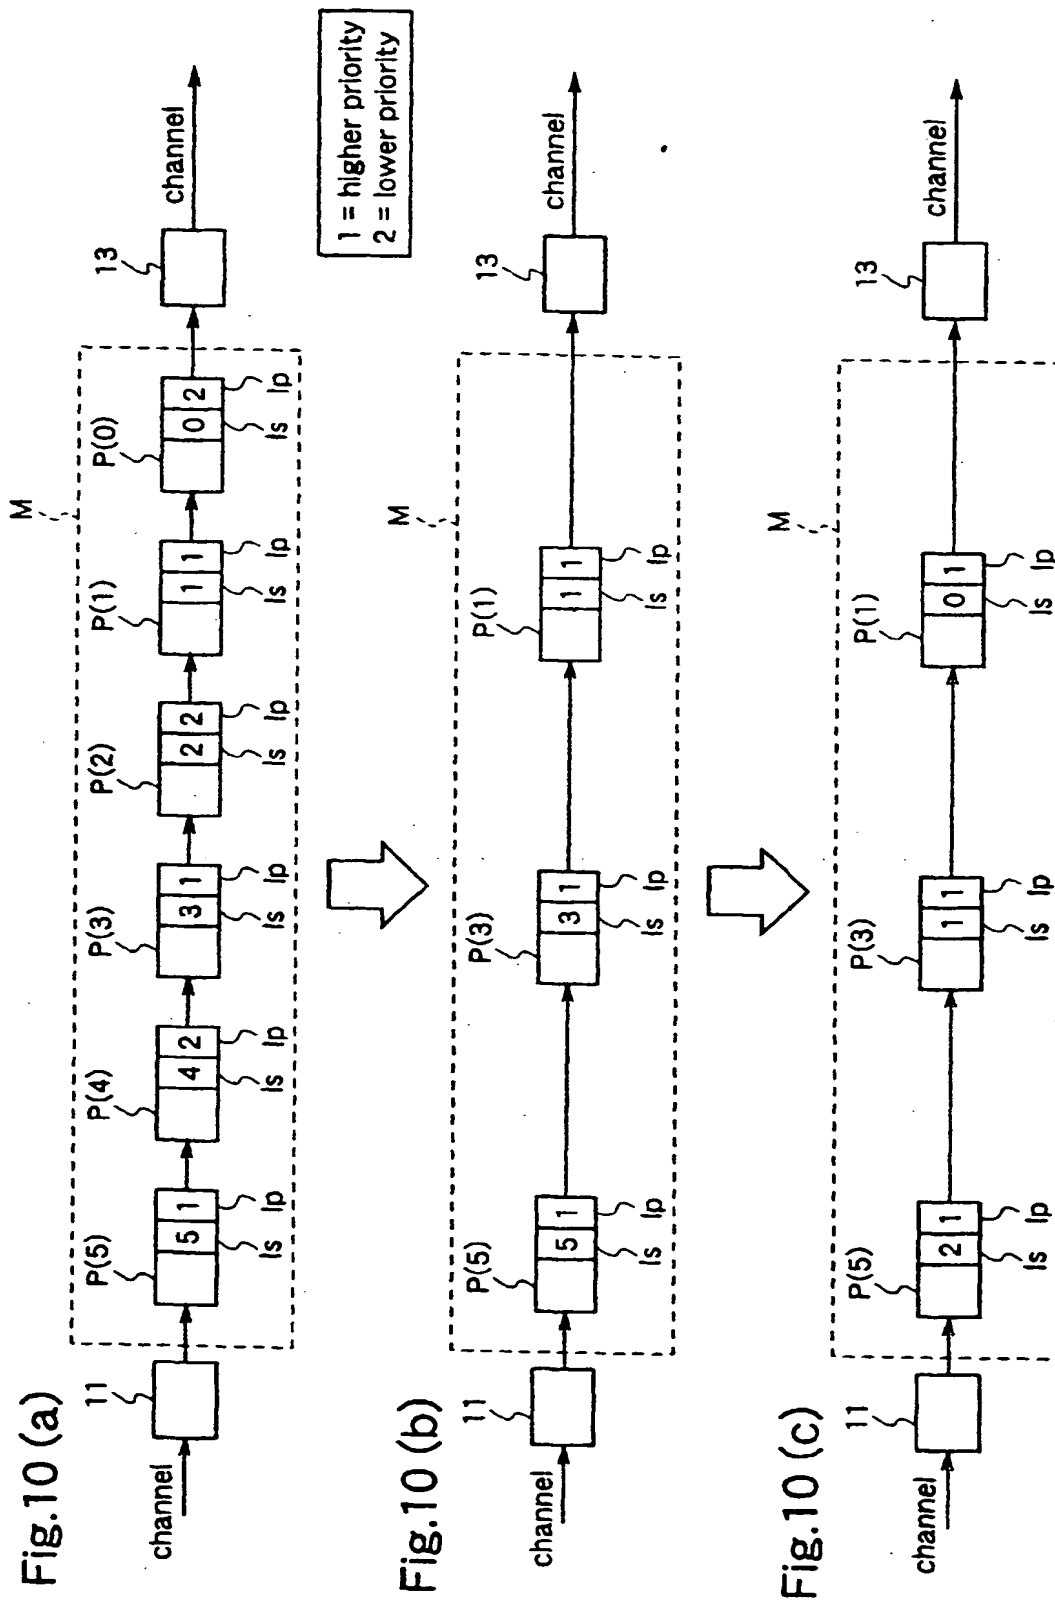 Fig.10 (a)
1 = higher priority
2 = lower priority
M
P(5) P(4) P(3) P(2) P(1) P(0)
11 13
channel 5 1 4 2 3 1 2 2 1 1 0 2 channel
Is Ip Is Ip Is Ip Is Ip Is Ip Is Ip
Fig.10 (b)
M
P(5) P(3) P(1)
11 13
channel 5 1 3 1 1 1 channel
Is Ip Is Ip Is Ip
Fig.10 (c)
M
P(5) P(3) P(1)
11 13
channel 2 1 1 1 0 1 channel
Is Ip Is Ip Is Ip